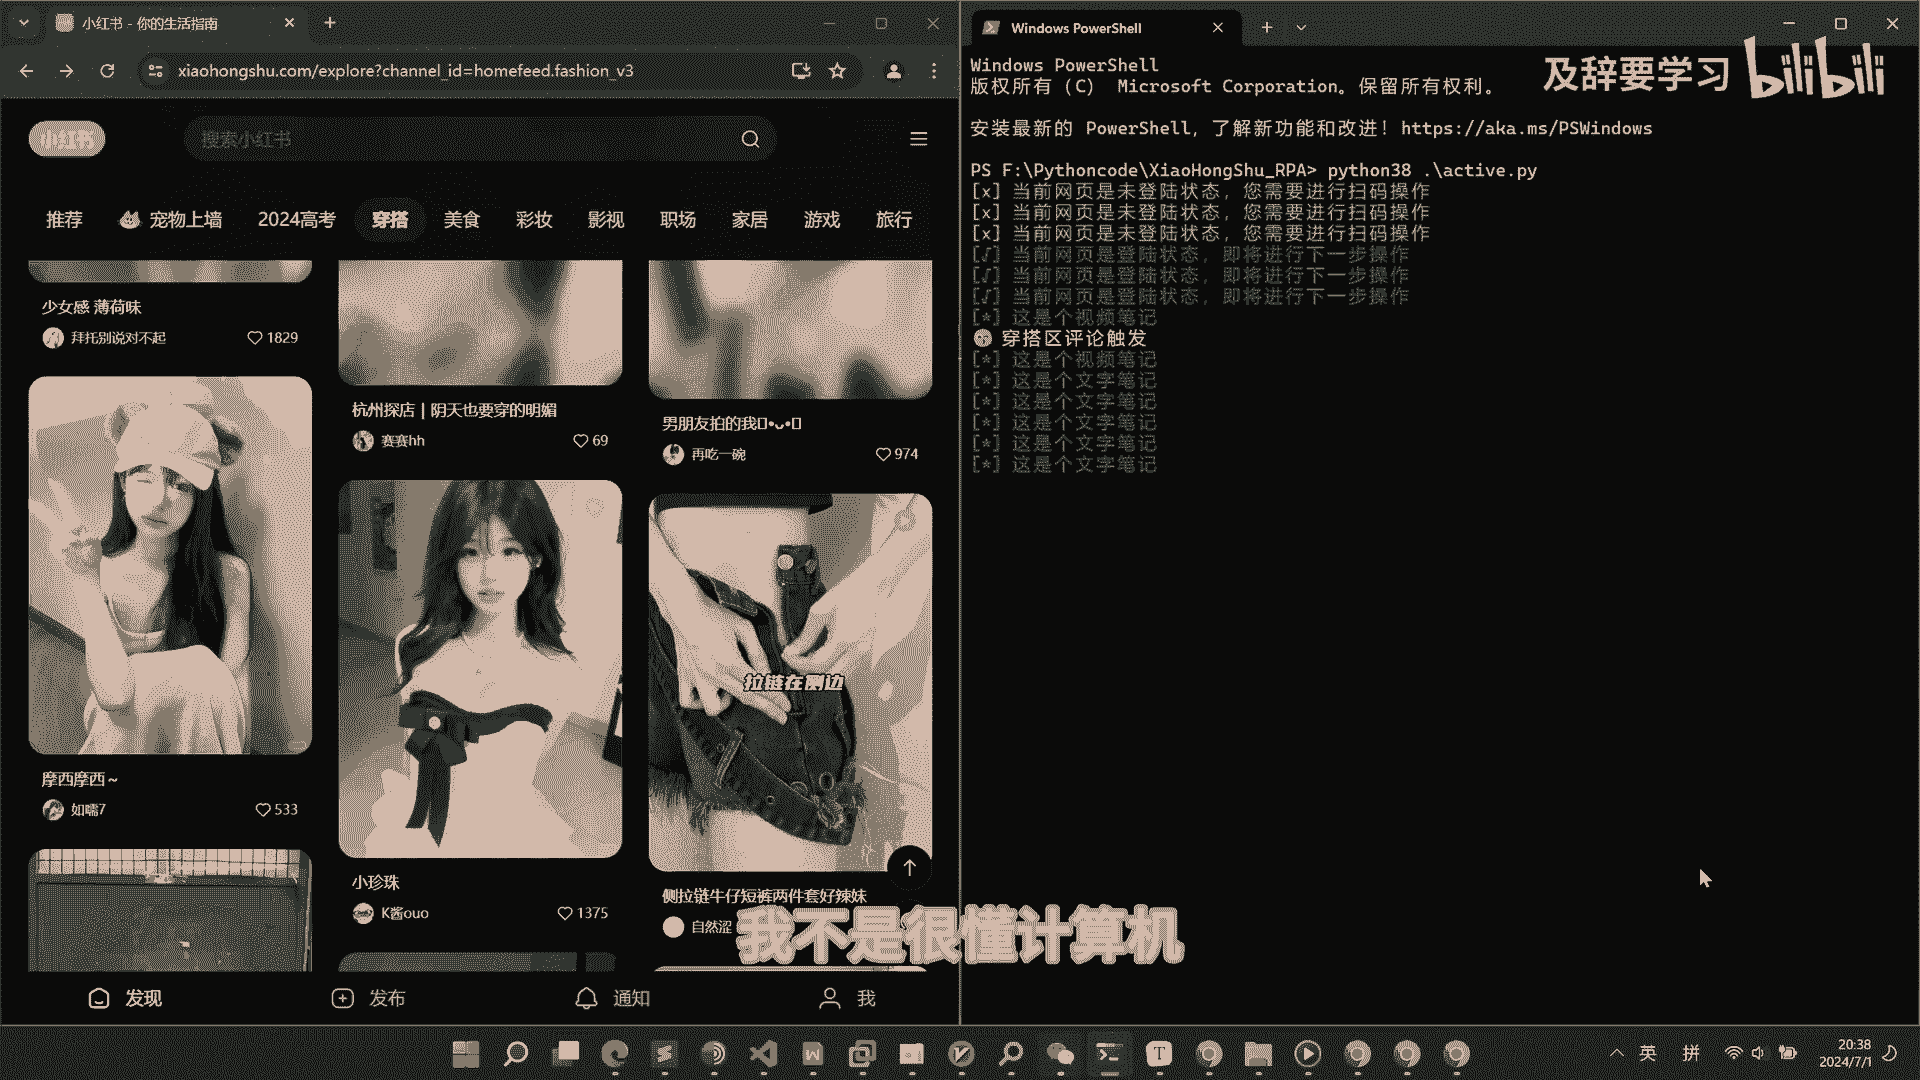 小红书 - 你的生活指南
xiaohongshu.com/explore?channel_id=homefeed.fashion_v3
小红书
搜索小红书
推荐 宠物上墙 2024高考 穿搭 美食 彩妆 影视 职场 家居 游戏 旅行
少女感 薄荷味
拜托别说对不起 1829
杭州探店｜阴天也要穿的明媚
赛赛hh 69
男朋友拍的我▯•ᴗ•▯
再吃一碗 974
摩西摩西~
如嚅7 533
小珍珠
K酱ouo 1375
拉链在侧边
侧拉链牛仔短裤两件套好辣妹
自然涩
发现 发布 通知 我
Windows PowerShell
及辞要学习 bilibili
Windows PowerShell
版权所有 (C) Microsoft Corporation。保留所有权利。
安装最新的 PowerShell，了解新功能和改进！https://aka.ms/PSWindows
PS F:\Pythoncode\XiaoHongShu_RPA> python38 .\active.py
[x] 当前网页是未登陆状态，您需要进行扫码操作
[x] 当前网页是未登陆状态，您需要进行扫码操作
[x] 当前网页是未登陆状态，您需要进行扫码操作
[√] 当前网页是登陆状态，即将进行下一步操作
[√] 当前网页是登陆状态，即将进行下一步操作
[√] 当前网页是登陆状态，即将进行下一步操作
[*] 这是个视频笔记
穿搭区评论触发
[*] 这是个视频笔记
[*] 这是个文字笔记
[*] 这是个文字笔记
[*] 这是个文字笔记
[*] 这是个文字笔记
[*] 这是个文字笔记
我不是很懂计算机
英 拼 20:38
2024/7/1